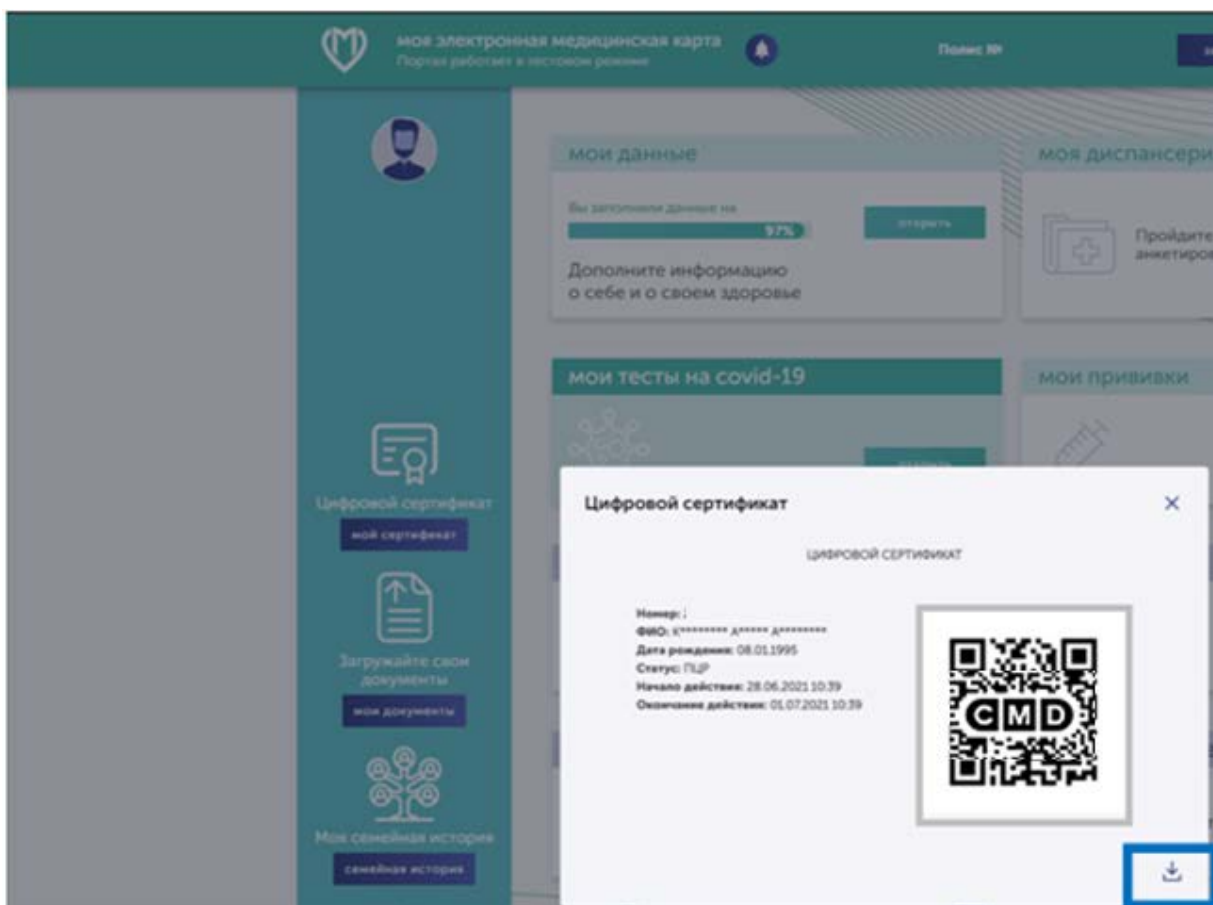 моя электронная медицинская карта
Портал работает в тестовом режиме
Полис №
мои данные
Вы заполнили данные на
97%
открыть
Дополните информацию
о себе и о своем здоровье
моя диспансери
Пройдите
анкетиров
мои тесты на covid-19
открыть
мои прививки
Цифровой сертификат
мой сертификат
Загружайте свои
документы
мои документы
Моя семейная история
семейная история
Цифровой сертификат
ЦИФРОВОЙ СЕРТИФИКАТ
Номер:
ФИО: К******** А***** А********
Дата рождения: 08.01.1995
Статус: ПЦР
Начало действия: 28.06.2021 10:39
Окончание действия: 01.07.2021 10:39
CMD